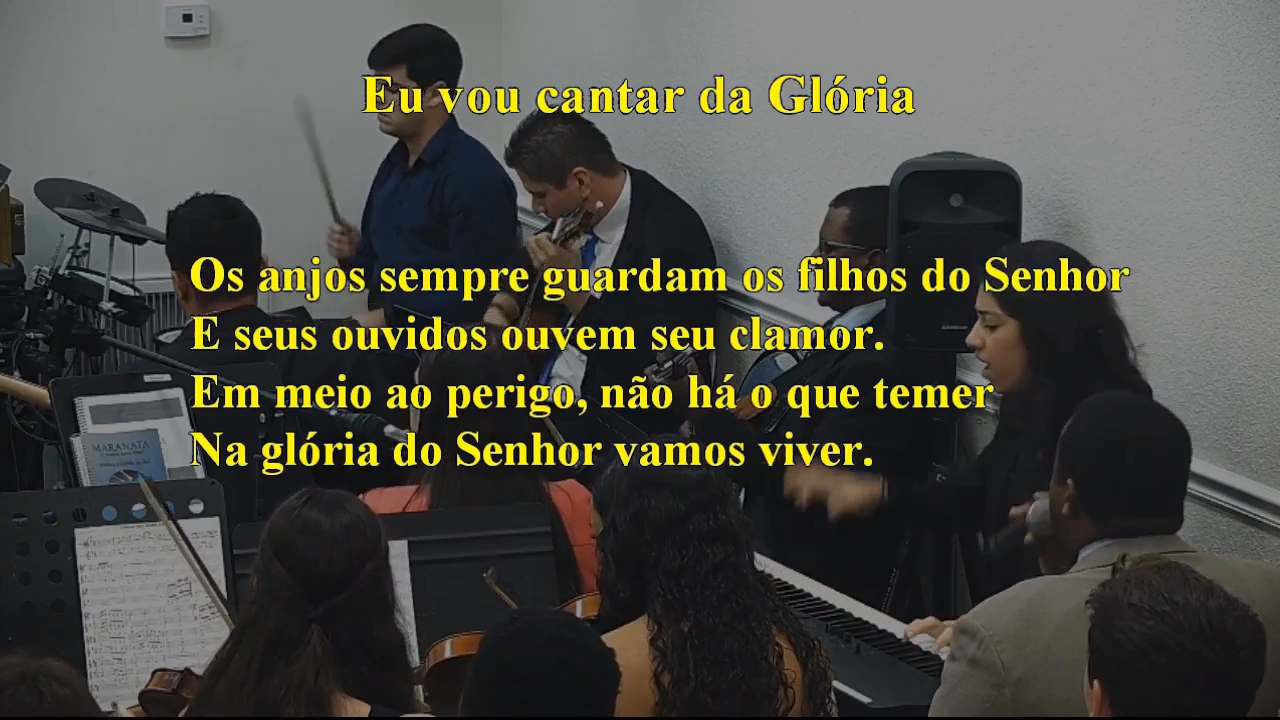 Eu vou cantar da Glória
Os anjos sempre guardam os filhos do Senhor
E seus ouvidos ouvem seu clamor.
Em meio ao perigo, não há o que temer
Na glória do Senhor vamos viver.
MARANATA